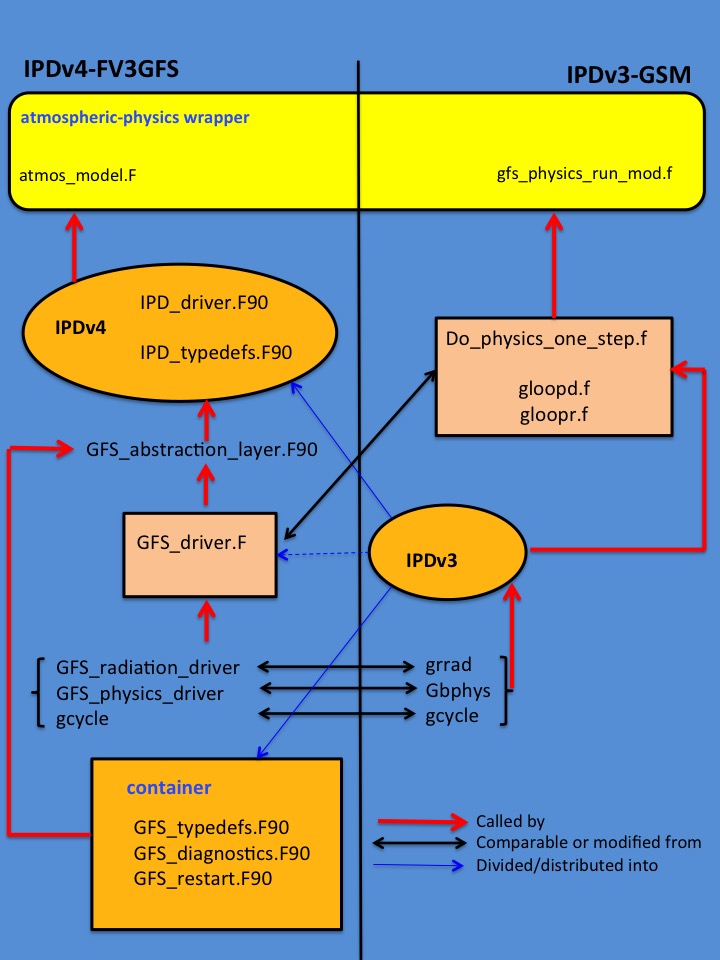 IPDv4-FV3GFS
IPDv3-GSM
atmospheric-physics wrapper
atmos_model.F
gfs_physics_run_mod.f
IPDv4
IPD_driver.F90
IPD_typedefs.F90
Do_physics_one_step.f
gloopd.f
gloopr.f
GFS_abstraction_layer.F90
GFS_driver.F
IPDv3
GFS_radiation_driver
GFS_physics_driver
gcycle
grrad
Gbphys
gcycle
container
GFS_typedefs.F90
GFS_diagnostics.F90
GFS_restart.F90
Called by
Comparable or modified from
Divided/distributed into